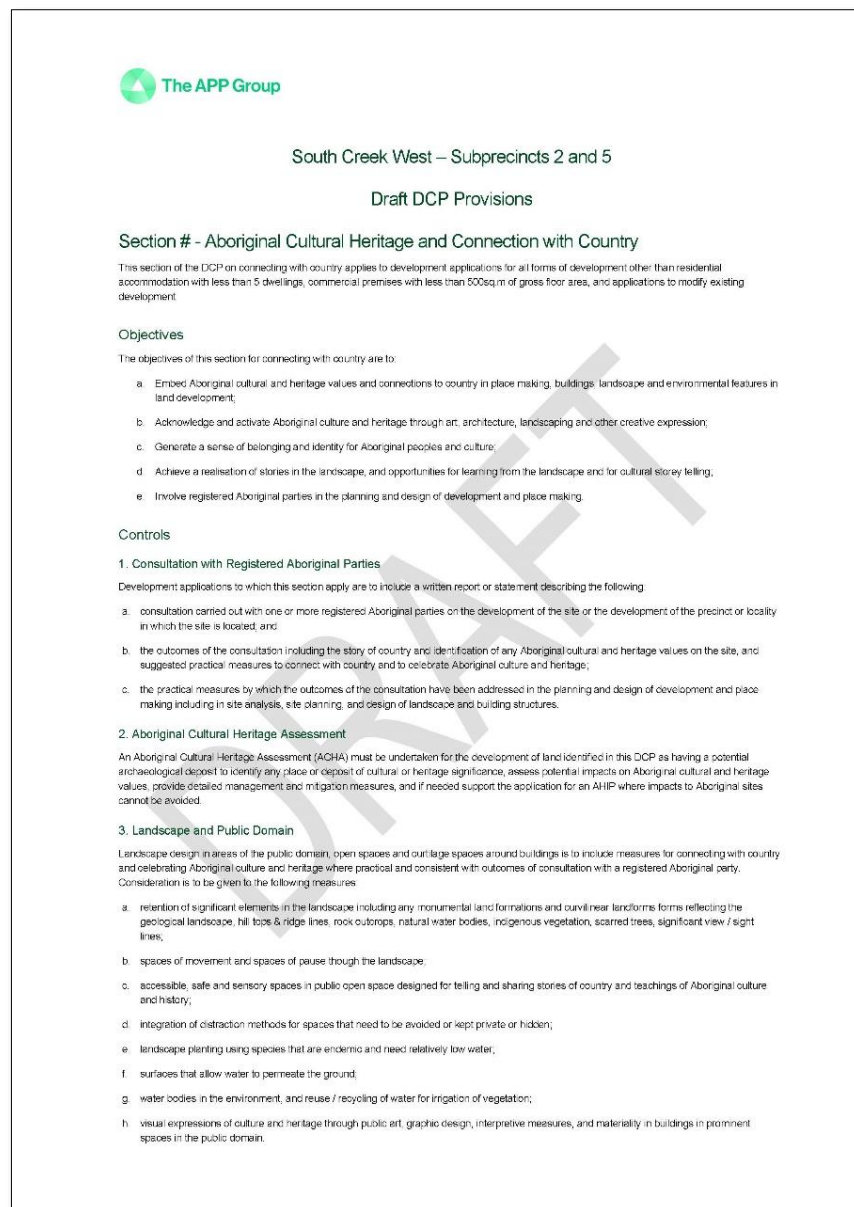 The APP Group
South Creek West – Subprecincts 2 and 5
Draft DCP Provisions
Section # - Aboriginal Cultural Heritage and Connection with Country
This section of the DCP on connecting with country applies to development applications for all forms of development other than residential
accommodation with less than 5 dwellings, commercial premises with less than 500sq.m of gross floor area, and applications to modify existing
development
Objectives
The objectives of this section for connecting with country are to:
a. Embed Aboriginal cultural and heritage values and connections to country in place making, buildings, landscape and environmental features in
land development;
b. Acknowledge and activate Aboriginal culture and heritage through art, architecture, landscaping and other creative expression;
c. Generate a sense of belonging and identity for Aboriginal peoples and culture;
d. Achieve a realisation of stories in the landscape, and opportunities for learning from the landscape and for cultural storey telling;
e. Involve registered Aboriginal parties in the planning and design of development and place making.
Controls
1. Consultation with Registered Aboriginal Parties
Development applications to which this section apply are to include a written report or statement describing the following:
a. consultation carried out with one or more registered Aboriginal parties on the development of the site or the development of the precinct or locality
in which the site is located; and
b. the outcomes of the consultation including the story of country and identification of any Aboriginal cultural and heritage values on the site, and
suggested practical measures to connect with country and to celebrate Aboriginal culture and heritage;
c. the practical measures by which the outcomes of the consultation have been addressed in the planning and design of development and place
making including in site analysis, site planning, and design of landscape and building structures.
2. Aboriginal Cultural Heritage Assessment
An Aboriginal Cultural Heritage Assessment (ACHA) must be undertaken for the development of land identified in this DCP as having a potential
archaeological deposit to identify any place or deposit of cultural or heritage significance, assess potential impacts on Aboriginal cultural and heritage
values, provide detailed management and mitigation measures, and if needed support the application for an AHIP where impacts to Aboriginal sites
cannot be avoided.
3. Landscape and Public Domain
Landscape design in areas of the public domain, open spaces and curtilage spaces around buildings is to include measures for connecting with country
and celebrating Aboriginal culture and heritage where practical and consistent with outcomes of consultation with a registered Aboriginal party.
Consideration is to be given to the following measures
a. retention of significant elements in the landscape including any monumental land formations and curvilinear landforms forms reflecting the
geological landscape, hill tops & ridge lines, rock outcrops, natural water bodies, indigenous vegetation, scarred trees, significant view / sight
lines;
b. spaces of movement and spaces of pause though the landscape;
c. accessible, safe and sensory spaces in public open space designed for telling and sharing stories of country and teachings of Aboriginal culture
and history;
d. integration of distraction methods for spaces that need to be avoided or kept private or hidden;
e. landscape planting using species that are endemic and need relatively low water;
f. surfaces that allow water to permeate the ground;
g. water bodies in the environment, and reuse / recycling of water for irrigation of vegetation;
h. visual expressions of culture and heritage through public art, graphic design, interpretive measures, and materiality in buildings in prominent
spaces in the public domain.
DRAFT